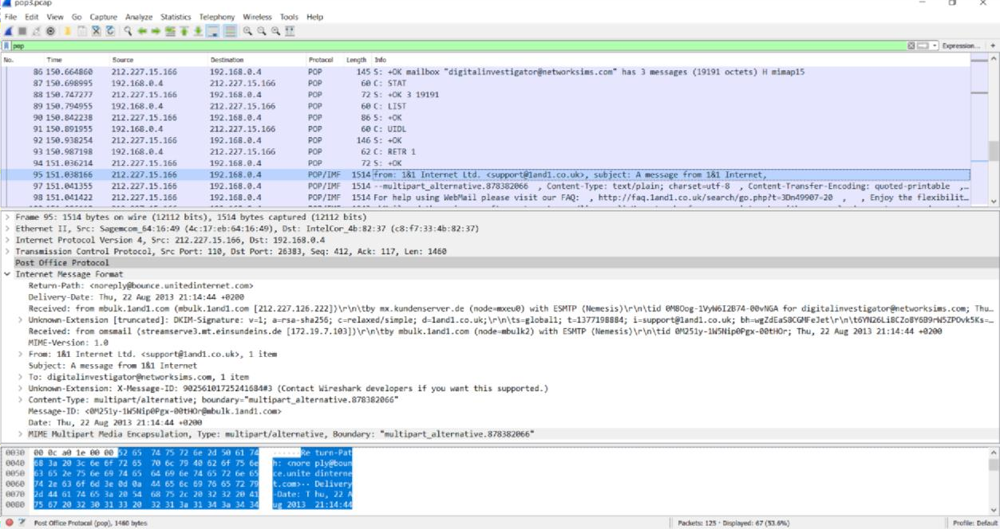 pop3.pcap
File Edit View Go Capture Analyze Statistics Telephony Wireless Tools Help
pop
Expression...
No. Time Source Destination Protocol Length Info
86 150.664860 212.227.15.166 192.168.0.4 POP 145 S: +OK mailbox "digitalinvestigator@networksims.com" has 3 messages (19191 octets) H mimap15
87 150.698995 192.168.0.4 212.227.15.166 POP 60 C: STAT
88 150.747277 212.227.15.166 192.168.0.4 POP 72 S: +OK 3 19191
89 150.794955 192.168.0.4 212.227.15.166 POP 60 C: LIST
90 150.842238 212.227.15.166 192.168.0.4 POP 86 S: +OK
91 150.891955 192.168.0.4 212.227.15.166 POP 60 C: UIDL
92 150.938254 212.227.15.166 192.168.0.4 POP 146 S: +OK
93 150.987198 192.168.0.4 212.227.15.166 POP 62 C: RETR 1
94 151.036214 212.227.15.166 192.168.0.4 POP 72 S: +OK
95 151.038166 212.227.15.166 192.168.0.4 POP/IMF 1514 from: 1&1 Internet Ltd. <support@1and1.co.uk>, subject: A message from 1&1 Internet,
97 151.041355 212.227.15.166 192.168.0.4 POP/IMF 1514 --multipart_alternative.878382066 , Content-Type: text/plain; charset=utf-8 , Content-Transfer-Encoding: quoted-printable ,…
98 151.041422 212.227.15.166 192.168.0.4 POP/IMF 1514 For help using WebMail please visit our FAQ: , http://faq.1and1.co.uk/search/go.php?t=3Dn49907=20 , , Enjoy the flexibilit…
Frame 95: 1514 bytes on wire (12112 bits), 1514 bytes captured (12112 bits)
Ethernet II, Src: Sagemcom_64:16:49 (4c:17:eb:64:16:49), Dst: IntelCor_4b:82:37 (c8:f7:33:4b:82:37)
Internet Protocol Version 4, Src: 212.227.15.166, Dst: 192.168.0.4
Transmission Control Protocol, Src Port: 110, Dst Port: 26383, Seq: 412, Ack: 117, Len: 1460
Post Office Protocol
Internet Message Format
Return-Path: <noreply@bounce.unitedinternet.com>
Delivery-Date: Thu, 22 Aug 2013 21:14:44 +0200
Received: from mbulk.1and1.com (mbulk.1and1.com [212.227.126.222])\r\n\tby mx.kundenserver.de (node=mxeu0) with ESMTP (Nemesis)\r\n\tid 0M8Oog-1VyW6I2B74-00vNGA for digitalinvestigator@networksims.com; Thu…
Unknown-Extension [truncated]: DKIM-Signature: v=1; a=rsa-sha256; c=relaxed/simple; d=1and1.co.uk;\r\n\ts=global1; t=1377198884; i=support@1and1.co.uk;
Received: from omsmail (streamserve3.mt.einsundeins.de [172.19.7.103])\r\n\tby mbulk.1and1.com (node=mbulk2) with ESMTP (Nemesis)\r\n\tid 0M251y-1W5Nip0Pgx-00tHOr; Thu, 22 Aug 2013 21:14:44 +0200
MIME-Version: 1.0
From: 1&1 Internet Ltd. <support@1and1.co.uk>, 1 item
Subject: A message from 1&1 Internet
To: digitalinvestigator@networksims.com, 1 item
Unknown-Extension: X-Message-ID: 90256101725241684#3 (Contact Wireshark developers if you want this supported.)
Content-Type: multipart/alternative; boundary="multipart_alternative.878382066"
Message-ID: <0M251y-1W5Nip0Pgx-00tHOr@mbulk.1and1.com>
Date: Thu, 22 Aug 2013 21:14:44 +0200
MIME Multipart Media Encapsulation, Type: multipart/alternative, Boundary: "multipart_alternative.878382066"
0030 00 0c a0 1e 00 00 52 65 74 75 72 6e 2d 50 61 74 ······Re turn-Pat
0040 68 3a 20 3c 6e 6f 72 65 70 6c 79 40 62 6f 75 6e h: <nore ply@boun
0050 63 65 2e 75 6e 69 74 65 64 69 6e 74 65 72 6e 65 ce.unite dinterne
0060 74 2e 63 6f 6d 3e 0d 0a 44 65 6c 69 76 65 72 79 t.com>·· Delivery
0070 2d 44 61 74 65 3a 20 54 68 75 2c 20 32 32 20 41 -Date: T hu, 22 A
0080 75 67 20 32 30 31 33 20 32 31 3a 31 34 3a 34 34 ug 2013 21:14:44
Post Office Protocol (pop), 1460 bytes
Packets: 125 · Displayed: 67 (53.6%)
Profile: Default